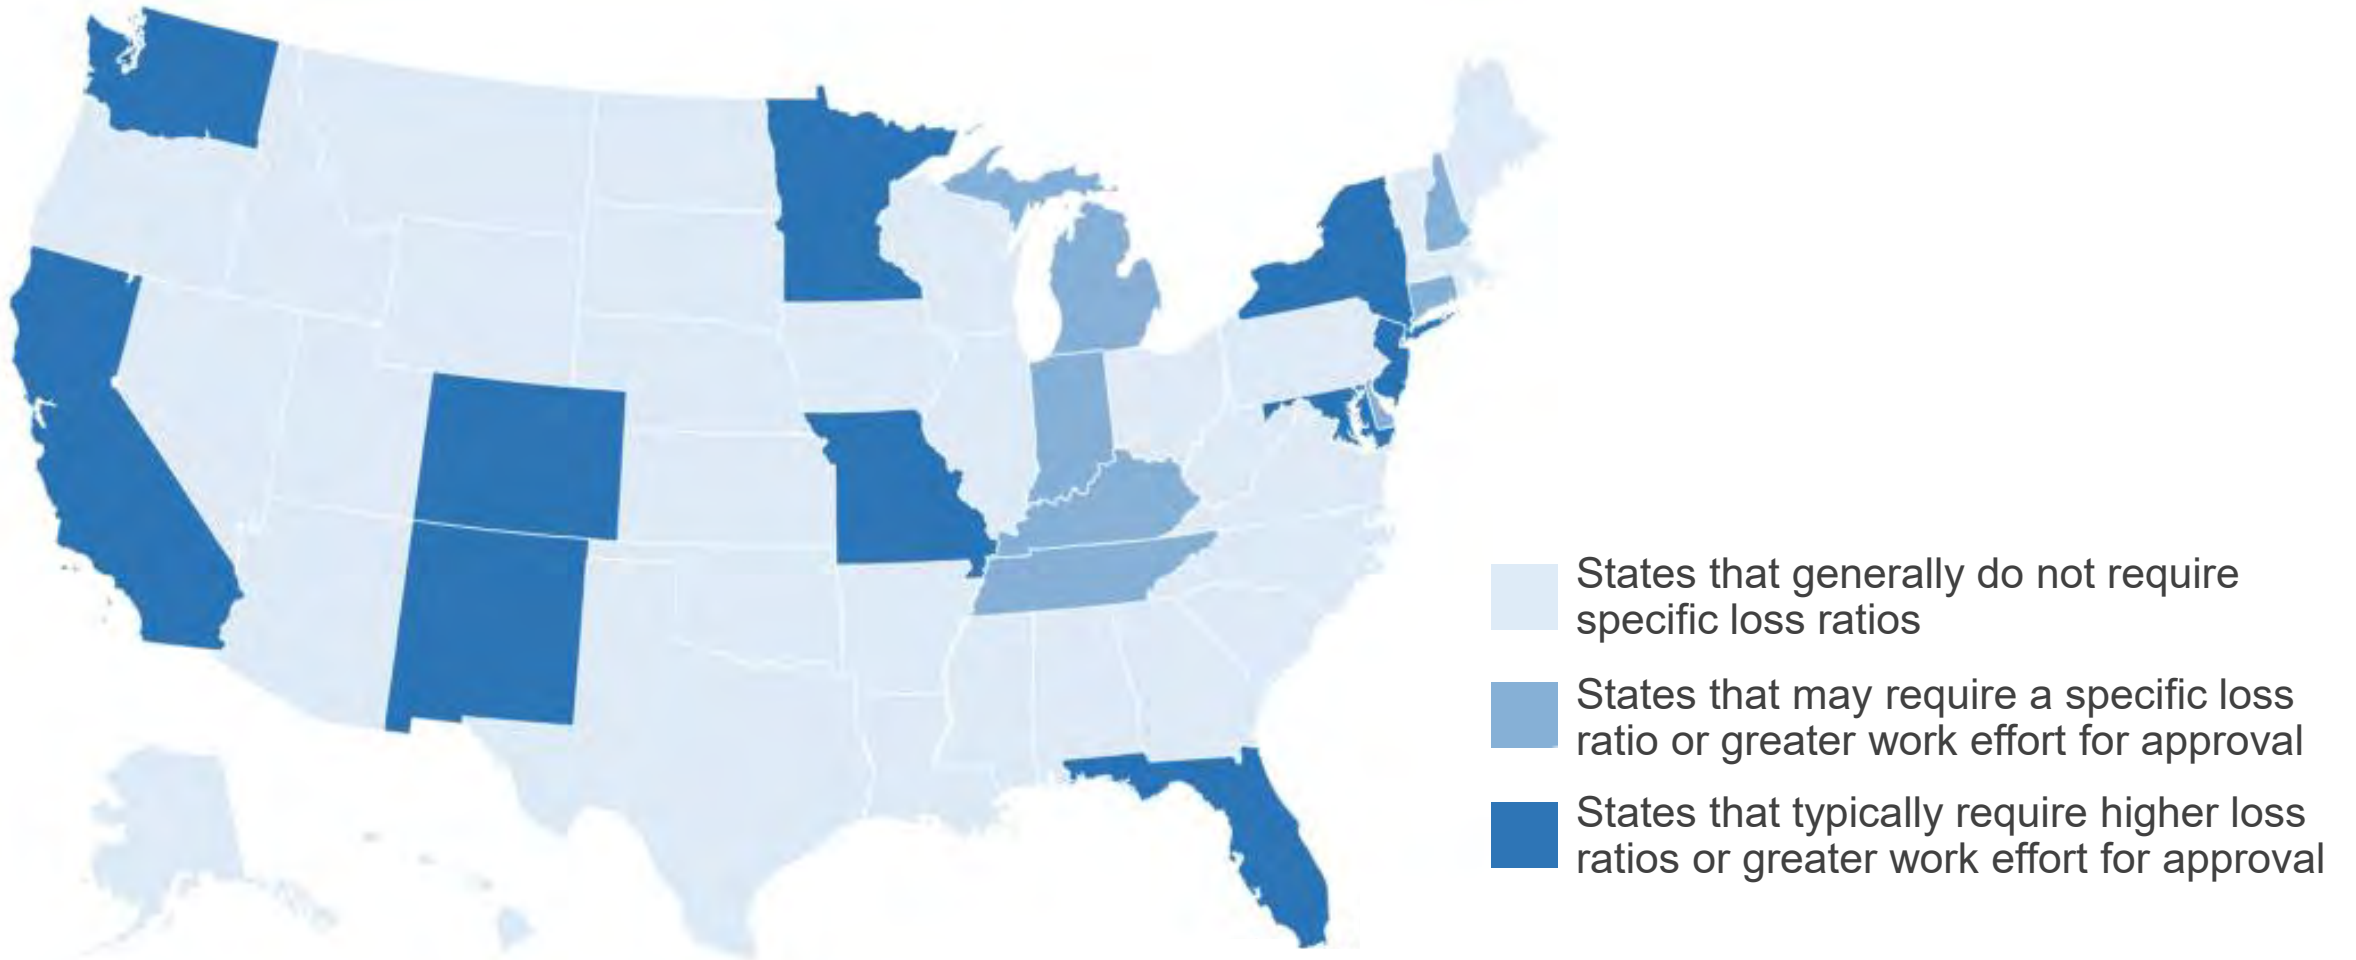 States that generally do not require
specific loss ratios
States that may require a specific loss
ratio or greater work effort for approval
States that typically require higher loss
ratios or greater work effort for approval